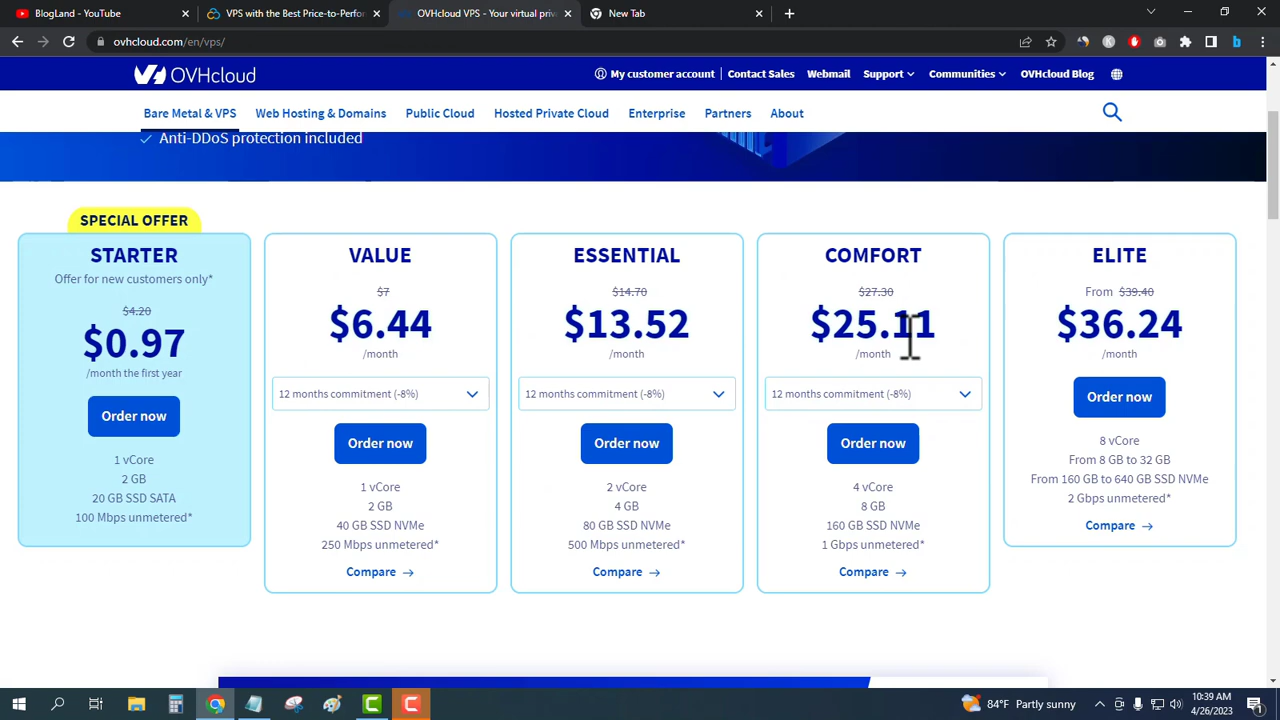 BlogLand - YouTube
VPS with the Best Price-to-Perfor
OVHcloud VPS - Your virtual priv
New Tab
ovhcloud.com/en/vps/
OVHcloud
My customer account
Contact Sales
Webmail
Support
Communities
OVHcloud Blog
Bare Metal & VPS
Web Hosting & Domains
Public Cloud
Hosted Private Cloud
Enterprise
Partners
About
Anti-DDoS protection included
SPECIAL OFFER
STARTER
Offer for new customers only*
$4.20
$0.97
/month the first year
Order now
1 vCore
2 GB
20 GB SSD SATA
100 Mbps unmetered*
VALUE
$7
$6.44
/month
12 months commitment (-8%)
Order now
1 vCore
2 GB
40 GB SSD NVMe
250 Mbps unmetered*
Compare →
ESSENTIAL
$14.70
$13.52
/month
12 months commitment (-8%)
Order now
2 vCore
4 GB
80 GB SSD NVMe
500 Mbps unmetered*
Compare →
COMFORT
$27.30
$25.11
/month
12 months commitment (-8%)
Order now
4 vCore
8 GB
160 GB SSD NVMe
1 Gbps unmetered*
Compare →
ELITE
From $39.40
$36.24
/month
Order now
8 vCore
From 8 GB to 32 GB
From 160 GB to 640 GB SSD NVMe
2 Gbps unmetered*
Compare →
84°F Partly sunny
10:39 AM
4/26/2023